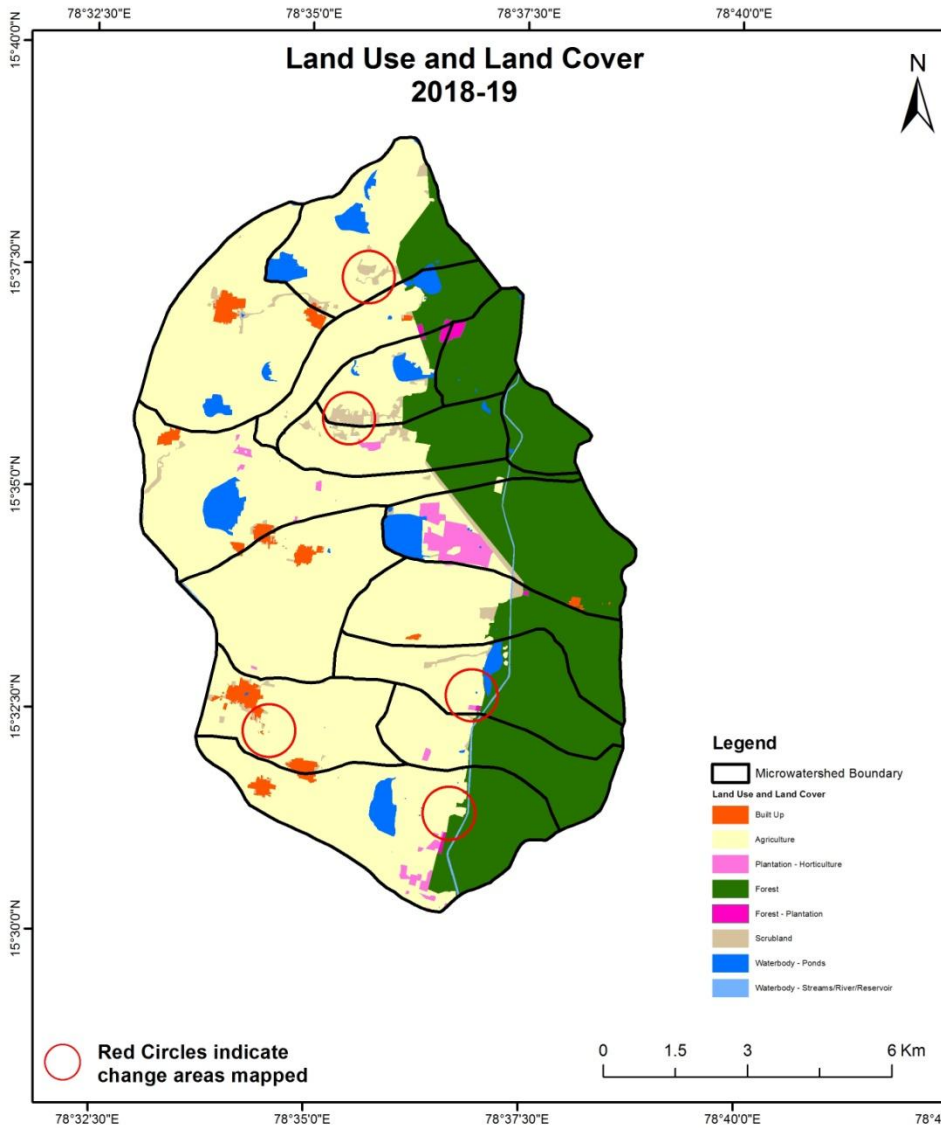 78°32'30"E 78°35'0"E 78°37'30"E 78°40'0"E
15°40'0"N
Land Use and Land Cover
2018-19
N
15°37'30"N
15°35'0"N
15°32'30"N
Legend
Microwatershed Boundary
Land Use and Land Cover
Built Up
Agriculture
Plantation - Horticulture
Forest
Forest - Plantation
Scrubland
Waterbody - Ponds
Waterbody - Streams/River/Reservoir
15°30'0"N
Red Circles indicate
change areas mapped
0 1.5 3 6 Km
78°32'30"E 78°35'0"E 78°37'30"E 78°40'0"E 78°4